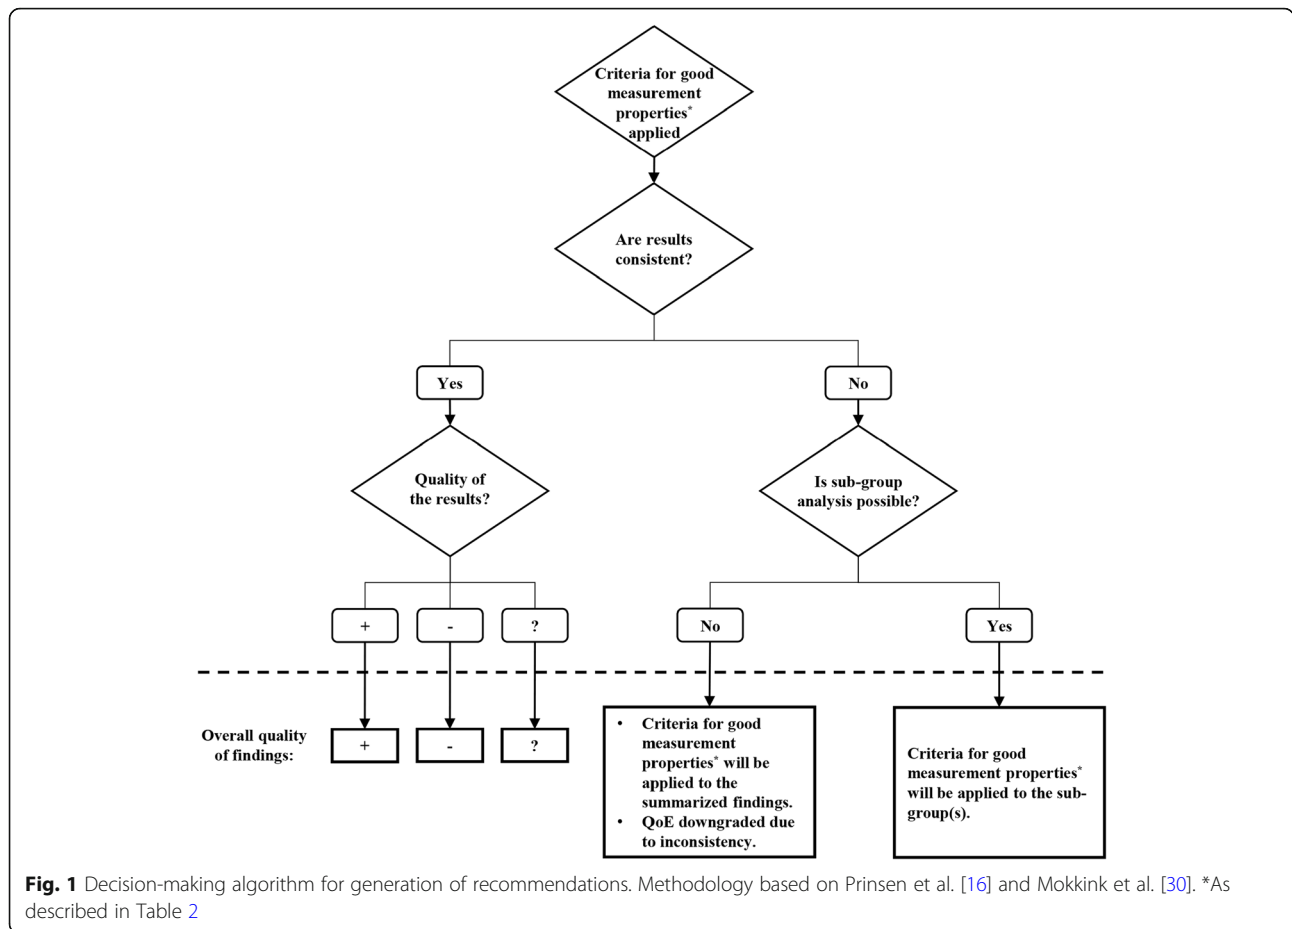 Criteria for good
measurement
properties*
applied
Are results
consistent?
Yes
No
Quality of
the results?
Is sub-group
analysis possible?
+
-
?
No
Yes
Overall quality
of findings:
+
-
?
• Criteria for good
measurement
properties* will be
applied to the
summarized findings.
• QoE downgraded due
to inconsistency.
Criteria for good
measurement properties*
will be applied to the sub-
group(s).
Fig. 1 Decision-making algorithm for generation of recommendations. Methodology based on Prinsen et al. [16] and Mokkink et al. [30]. *As
described in Table 2